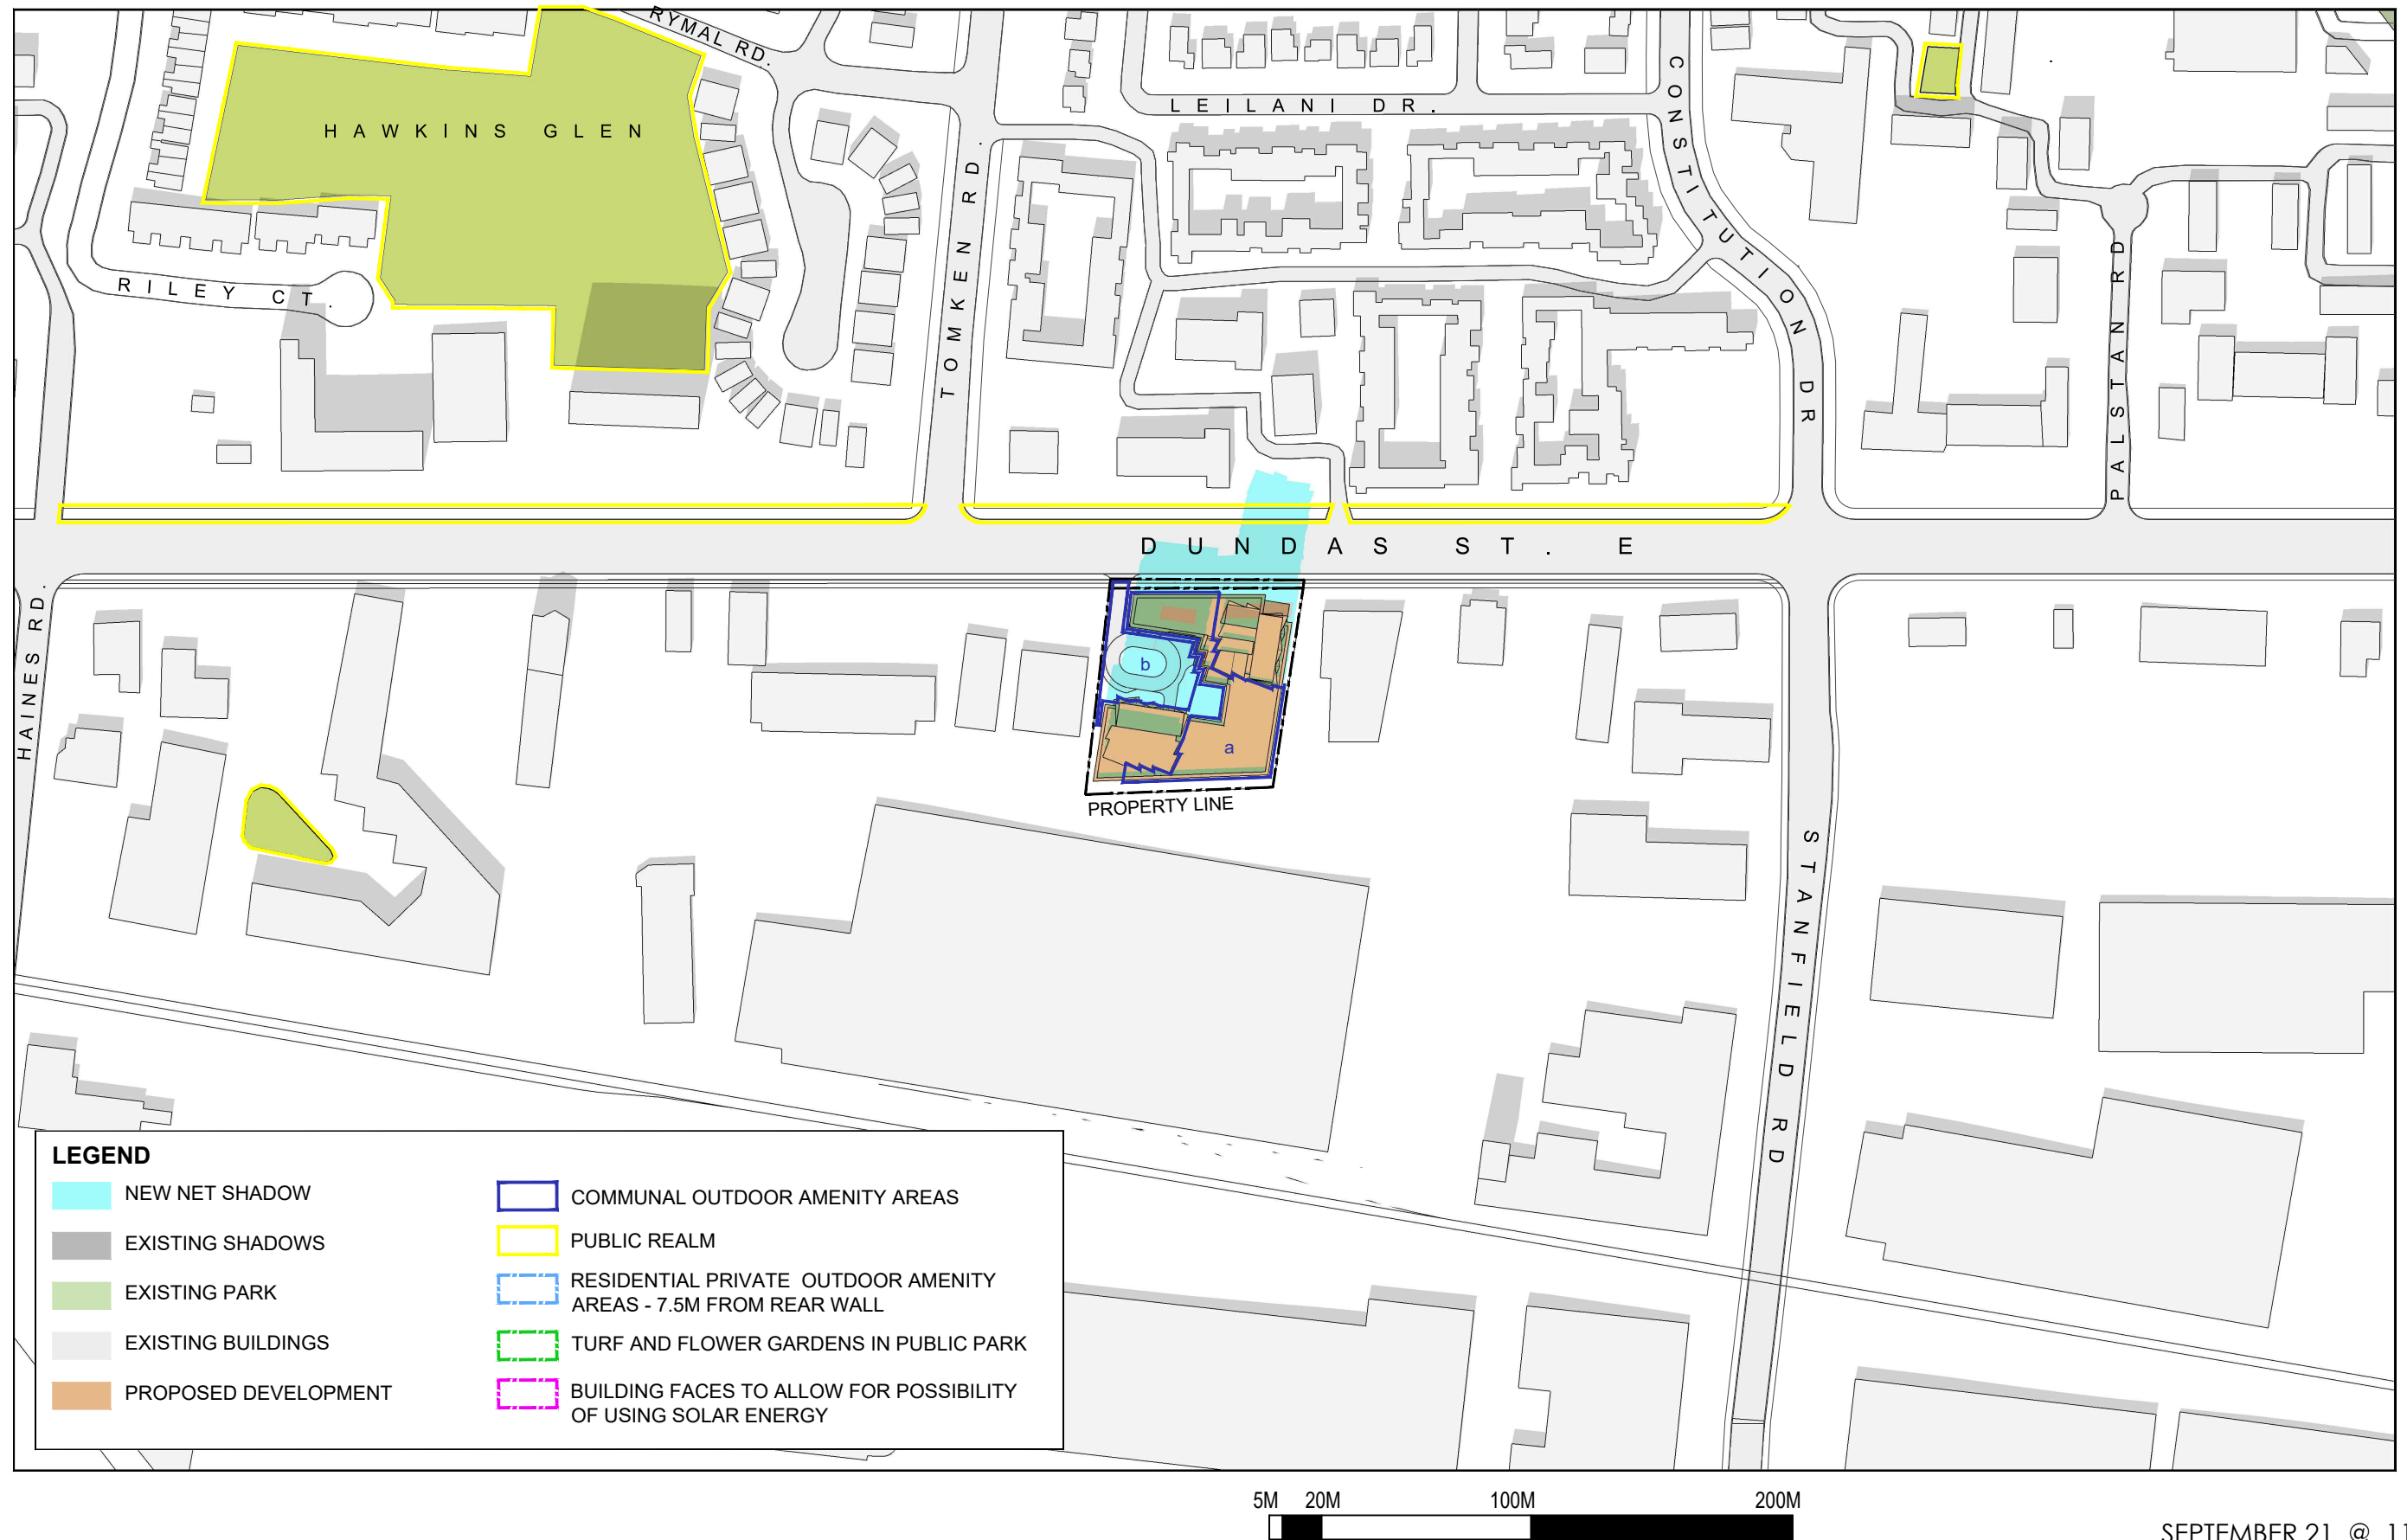 RYMAL RD.
LEILANI DR.
HAWKINS GLEN
CONSTITUTION DR
TOMKEN RD.
RILEY CT.
PALSTAN RD
DUNDAS ST. E
HAINES RD.
b
a
PROPERTY LINE
STANFIELD RD
LEGEND
NEW NET SHADOW
EXISTING SHADOWS
EXISTING PARK
EXISTING BUILDINGS
PROPOSED DEVELOPMENT
COMMUNAL OUTDOOR AMENITY AREAS
PUBLIC REALM
RESIDENTIAL PRIVATE OUTDOOR AMENITY
AREAS - 7.5M FROM REAR WALL
TURF AND FLOWER GARDENS IN PUBLIC PARK
BUILDING FACES TO ALLOW FOR POSSIBILITY
OF USING SOLAR ENERGY
5M 20M 100M 200M
SEPTEMBER 21 @ 11